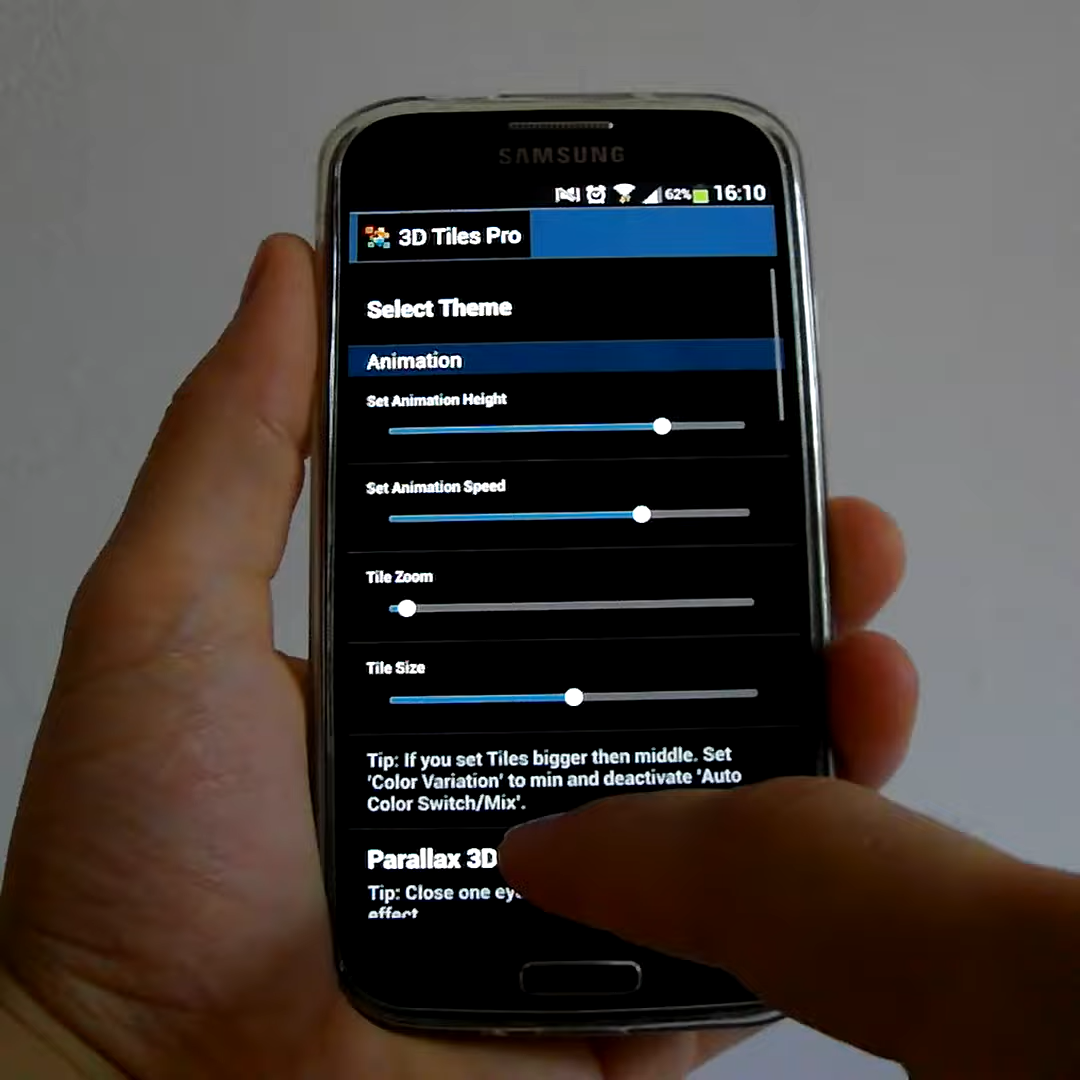 SAMSUNG
62% 16:10
3D Tiles Pro
Select Theme
Animation
Set Animation Height
Set Animation Speed
Tile Zoom
Tile Size
Tip: If you set Tiles bigger then middle. Set
'Color Variation' to min and deactivate 'Auto
Color Switch/Mix'.
Parallax 3D
Tip: Close one
effect